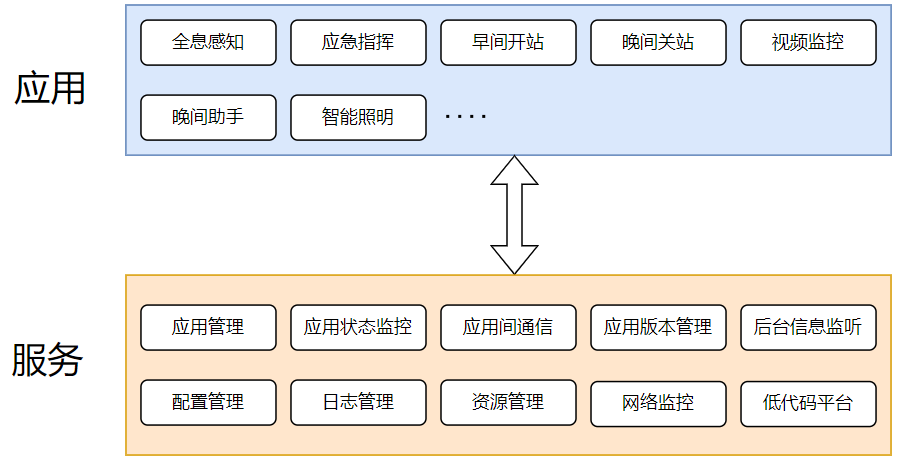 全息感知 应急指挥 早间开站 晚间关站 视频监控
应用
晚间助手 智能照明 ....
应用管理 应用状态监控 应用间通信 应用版本管理 后台信息监听
服务
配置管理 日志管理 资源管理 网络监控 低代码平台